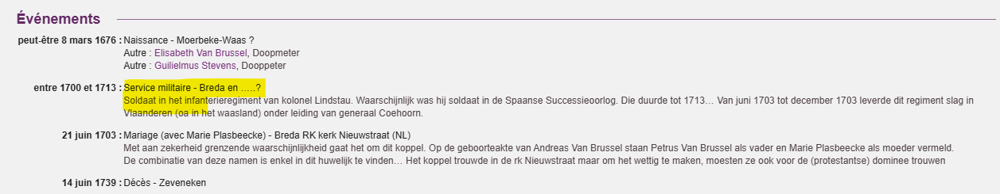 Événements
peut-être 8 mars 1676 : Naissance - Moerbeke-Waas ?
Autre : Elisabeth Van Brussel, Doopmeter
Autre : Guilielmus Stevens, Dooppeter
entre 1700 et 1713 : Service militaire - Breda en …..?
Soldaat in het infanterieregiment van kolonel Lindstau. Waarschijnlijk was hij soldaat in de Spaanse Successieoorlog. Die duurde tot 1713… Van juni 1703 tot december 1703 leverde dit regiment slag in
Vlaanderen (oa in het waasland) onder leiding van generaal Coehoorn.
21 juin 1703 : Mariage (avec Marie Plasbeecke) - Breda RK kerk Nieuwstraat (NL)
Met aan zekerheid grenzende waarschijnlijkheid gaat het om dit koppel. Op de geboorteakte van Andreas Van Brussel staan Petrus Van Brussel als vader en Marie Plasbeecke als moeder vermeld.
De combinatie van deze namen is enkel in dit huwelijk te vinden… Het koppel trouwde in de rk Nieuwstraat maar om het wettig te maken, moesten ze ook voor de (protestantse) dominee trouwen
14 juin 1739 : Décès - Zeveneken